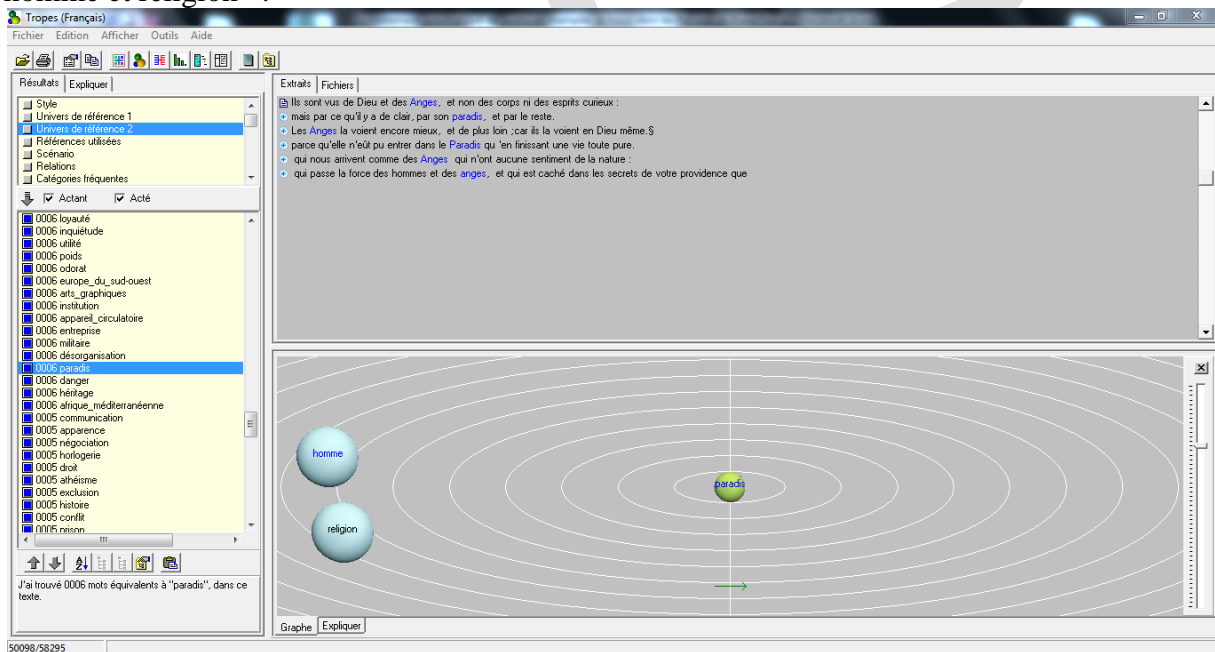 homme et religion
Tropes (Français)
Fichier Edition Afficher Outils Aide
Résultats Expliquer
Style
Univers de référence 1
Univers de référence 2
Références utilisées
Scénario
Relations
Catégories fréquentes
Actant Acté
0006 loyauté
0006 inquiétude
0006 utilité
0006 poids
0006 odorat
0006 europe_du_sud-ouest
0006 arts_graphiques
0006 institution
0006 appareil_circulatoire
0006 entreprise
0006 militaire
0006 désorganisation
0006 paradis
0006 danger
0006 héritage
0006 afrique_méditerranéenne
0005 communication
0005 apparence
0005 négociation
0005 horlogerie
0005 droit
0005 athéisme
0005 exclusion
0005 histoire
0005 conflit
0005 prison
J'ai trouvé 0006 mots équivalents à "paradis", dans ce
texte.
50098/58295
Extraits Fichiers
Ils sont vus de Dieu et des Anges, et non des corps ni des esprits curieux :
mais par ce qu'il y a de clair, par son paradis, et par le reste.
Les Anges la voient encore mieux, et de plus loin ;car ils la voient en Dieu même.§
parce qu'elle n'eût pu entrer dans le Paradis qu 'en finissant une vie toute pure.
qui nous arrivent comme des Anges qui n'ont aucune sentiment de la nature :
qui passe la force des hommes et des anges, et qui est caché dans les secrets de votre providence que
homme
paradis
religion
Graphe Expliquer